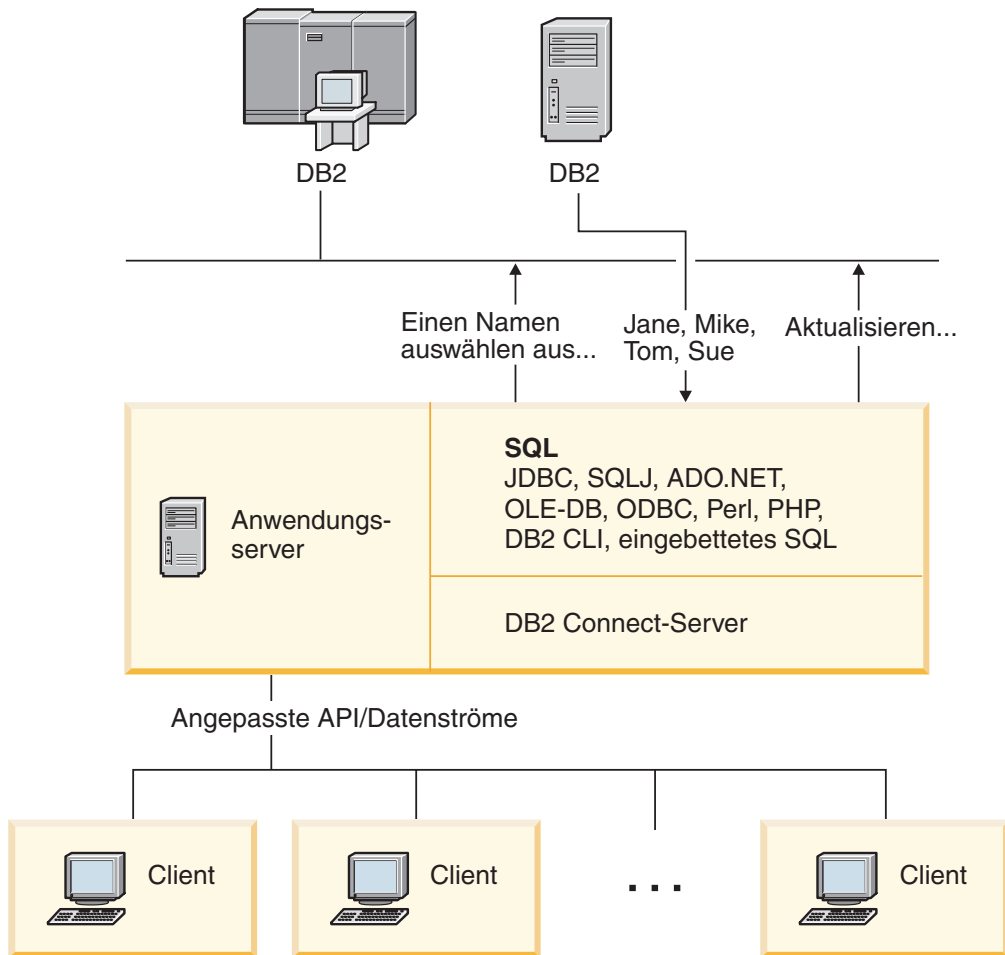 DB2
DB2
Einen Namen
auswählen aus...
Jane, Mike,
Tom, Sue
Aktualisieren...
Anwendungs-
server
SQL
JDBC, SQLJ, ADO.NET,
OLE-DB, ODBC, Perl, PHP,
DB2 CLI, eingebettetes SQL
DB2 Connect-Server
Angepasste API/Datenströme
Client
Client
...
Client